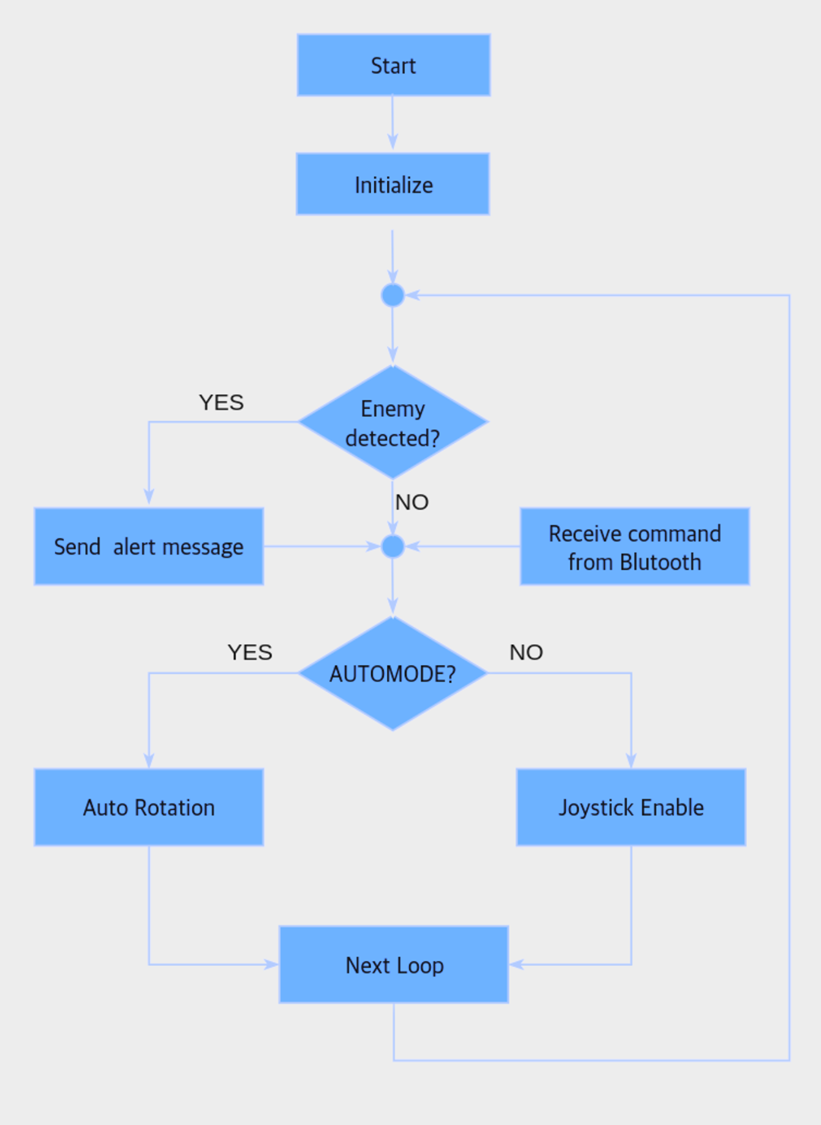 Start
Initialize
YES
Enemy
detected?
NO
Send  alert message
Receive command
from Blutooth
YES
AUTOMODE?
NO
Auto Rotation
Joystick Enable
Next Loop